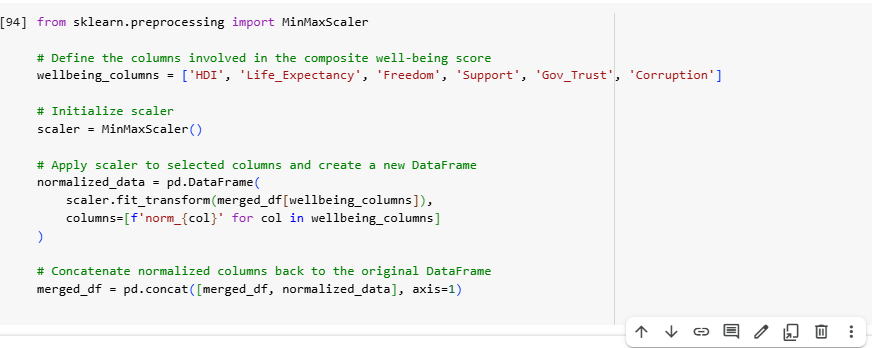 [94] from sklearn.preprocessing import MinMaxScaler
# Define the columns involved in the composite well-being score
wellbeing_columns = ['HDI', 'Life_Expectancy', 'Freedom', 'Support', 'Gov_Trust', 'Corruption']
# Initialize scaler
scaler = MinMaxScaler()
# Apply scaler to selected columns and create a new DataFrame
normalized_data = pd.DataFrame(
    scaler.fit_transform(merged_df[wellbeing_columns]),
    columns=[f'norm_{col}' for col in wellbeing_columns]
)
# Concatenate normalized columns back to the original DataFrame
merged_df = pd.concat([merged_df, normalized_data], axis=1)